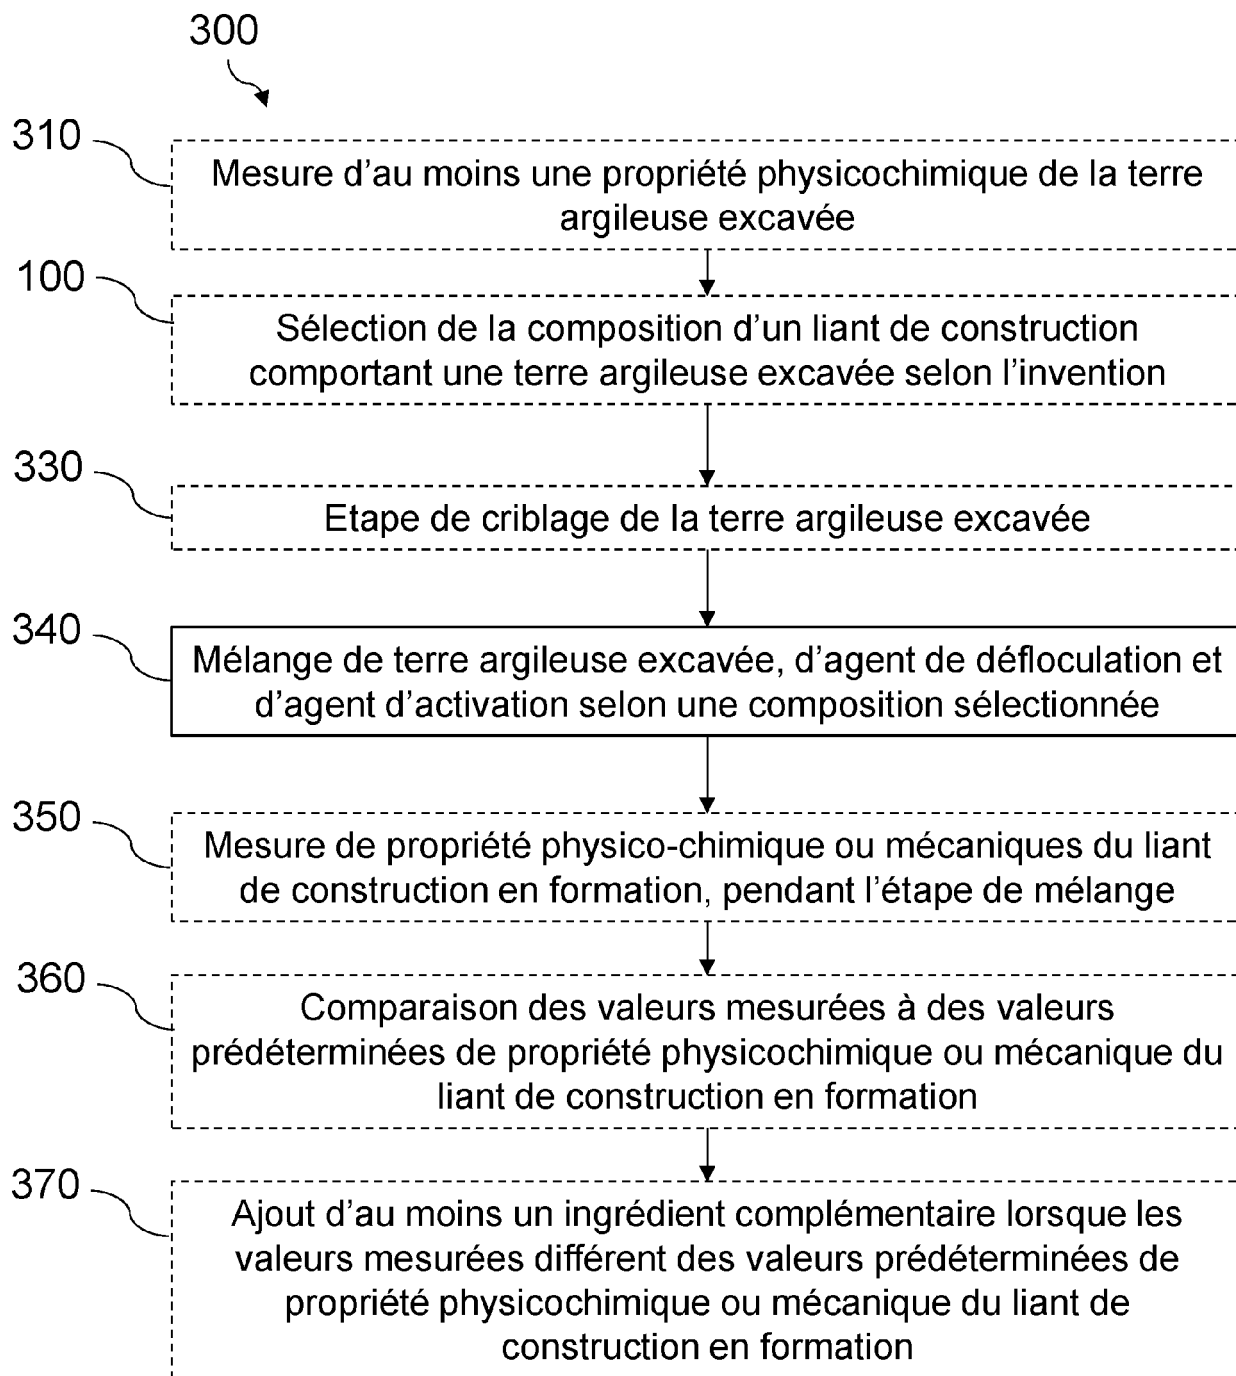 300
310
Mesure d'au moins une propriété physicochimique de la terre
argileuse excavée
100
Sélection de la composition d'un liant de construction
comportant une terre argileuse excavée selon l'invention
330
Etape de criblage de la terre argileuse excavée
340
Mélange de terre argileuse excavée, d'agent de défloculation et
d'agent d'activation selon une composition sélectionnée
350
Mesure de propriété physico-chimique ou mécaniques du liant
de construction en formation, pendant l'étape de mélange
360
Comparaison des valeurs mesurées à des valeurs
prédéterminées de propriété physicochimique ou mécanique du
liant de construction en formation
370
Ajout d'au moins un ingrédient complémentaire lorsque les
valeurs mesurées différent des valeurs prédéterminées de
propriété physicochimique ou mécanique du liant de
construction en formation